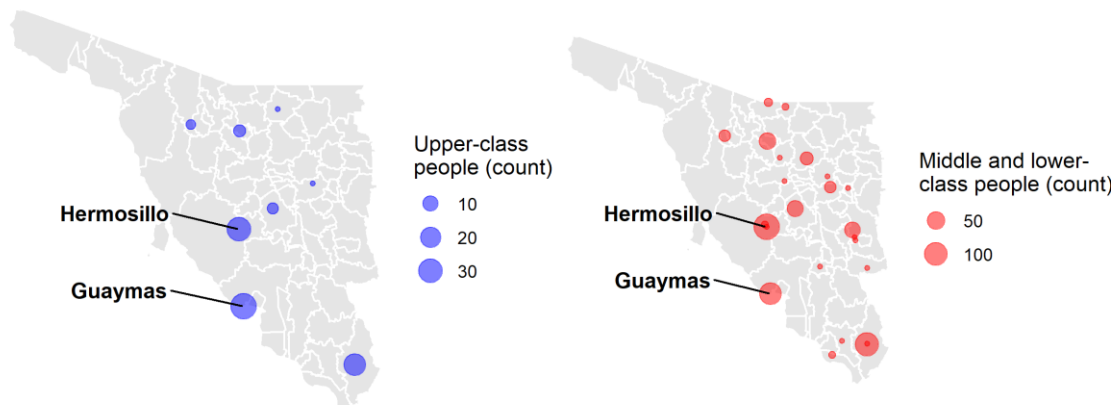 Hermosillo
Guaymas
Upper-class
people (count)
10
20
30
Hermosillo
Guaymas
Middle and lower-
class people (count)
50
100